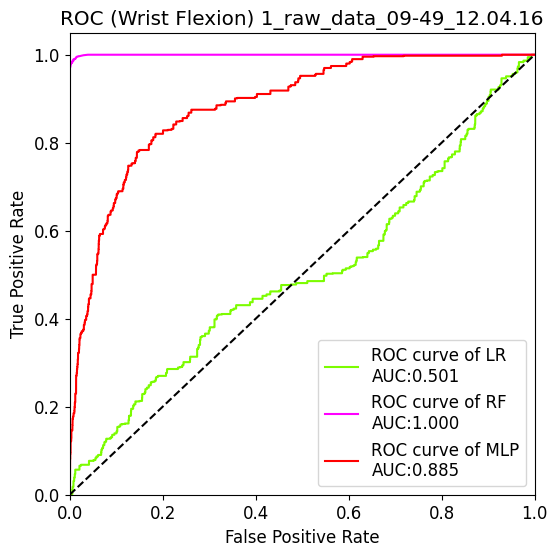 ROC (Wrist Flexion) 1_raw_data_09-49_12.04.16
True Positive Rate
1.0
0.8
0.6
0.4
0.2
0.0
ROC curve of LR
AUC:0.501
ROC curve of RF
AUC:1.000
ROC curve of MLP
AUC:0.885
0.0 0.2 0.4 0.6 0.8 1.0
False Positive Rate